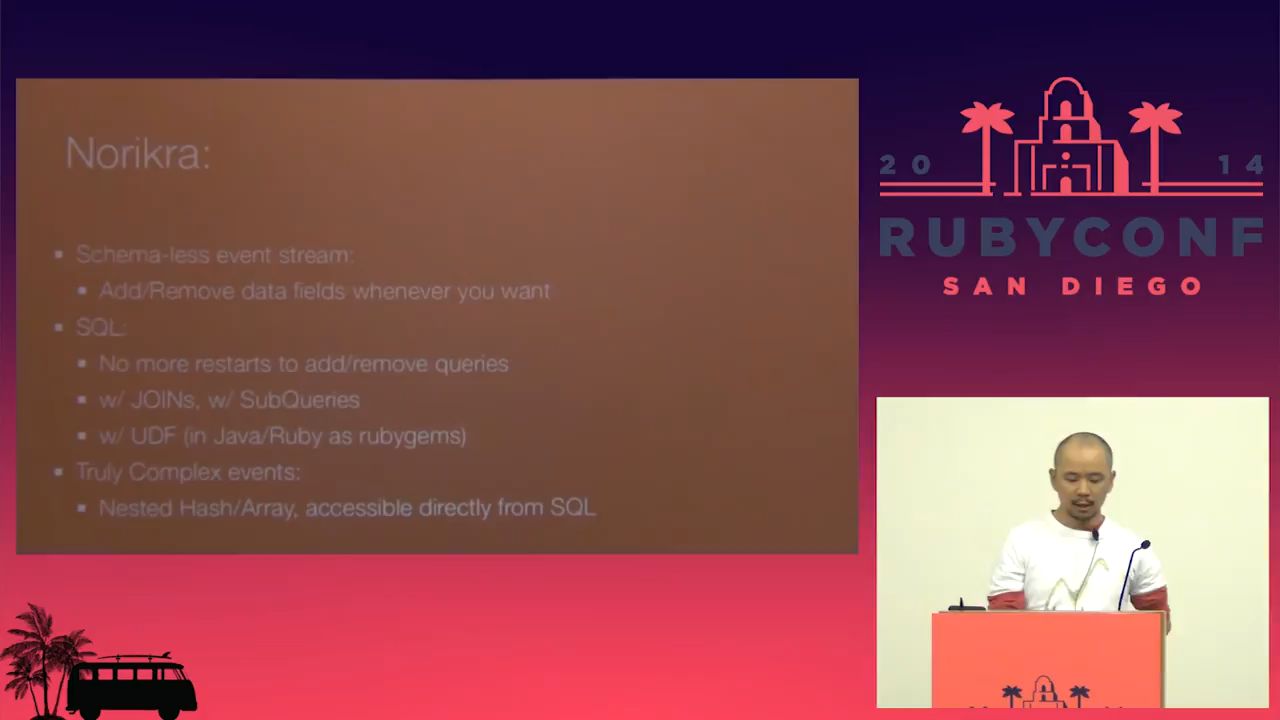 Norikra:
Schema-less event stream:
Add/Remove data fields whenever you want
SQL:
No more restarts to add/remove queries
w/ JOINs, w/ SubQueries
w/ UDF (in Java/Ruby as rubygems)
Truly Complex events:
Nested Hash/Array, accessible directly from SQL
20 14
RUBYCONF
SAN DIEGO